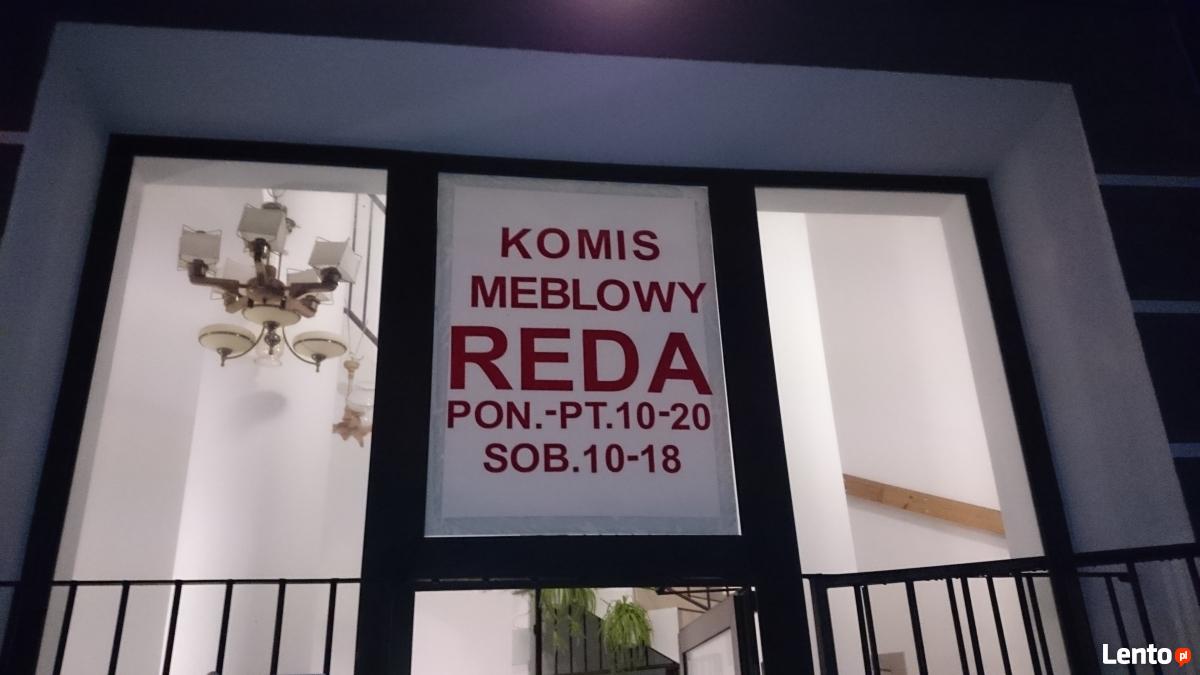 KOMIS
MEBLOWY
REDA
PON.-PT.10-20
SOB.10-18
Lento.pl